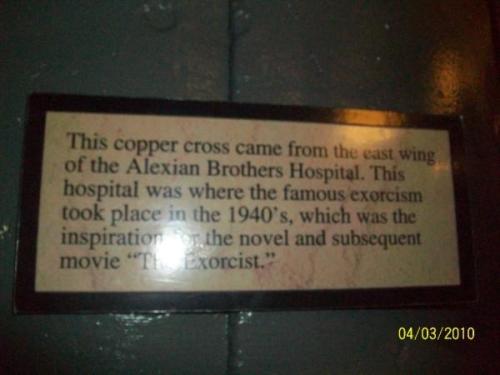 This copper cross came from the east wing
of the Alexian Brothers Hospital. This
hospital was where the famous exorcism
took place in the 1940's, which was the
inspiration for the novel and subsequent
movie "The Exorcist."
04/03/2010